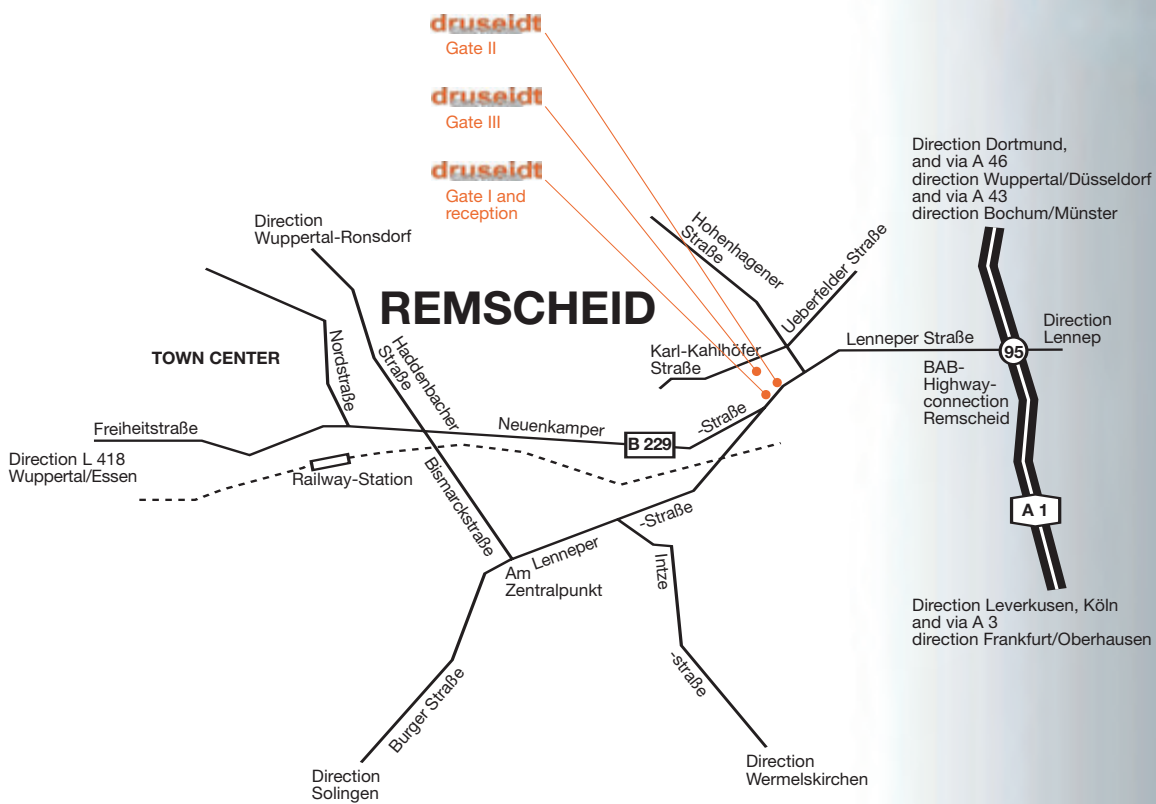 druseidt
Gate II
druseidt
Gate III
druseidt
Gate I and
reception
Direction Dortmund,
and via A 46
direction Wuppertal/Düsseldorf
and via A 43
direction Bochum/Münster
Direction
Wuppertal-Ronsdorf
Hohenhagener
Straße
Ueberfelder Straße
REMSCHEID
TOWN CENTER
Nordstraße
Haddenbacher
Straße
Karl-Kahlhöfer
Straße
Lenneper Straße
95
Direction
Lennep
BAB-
Highway-
connection
Remscheid
Freiheitstraße
Neuenkamper
B 229
-Straße
Direction L 418
Wuppertal/Essen
Railway-Station
Bismarckstraße
A 1
Lenneper
-Straße
Am
Zentralpunkt
Intze
-straße
Direction Leverkusen, Köln
and via A 3
direction Frankfurt/Oberhausen
Burger Straße
Direction
Solingen
Direction
Wermelskirchen